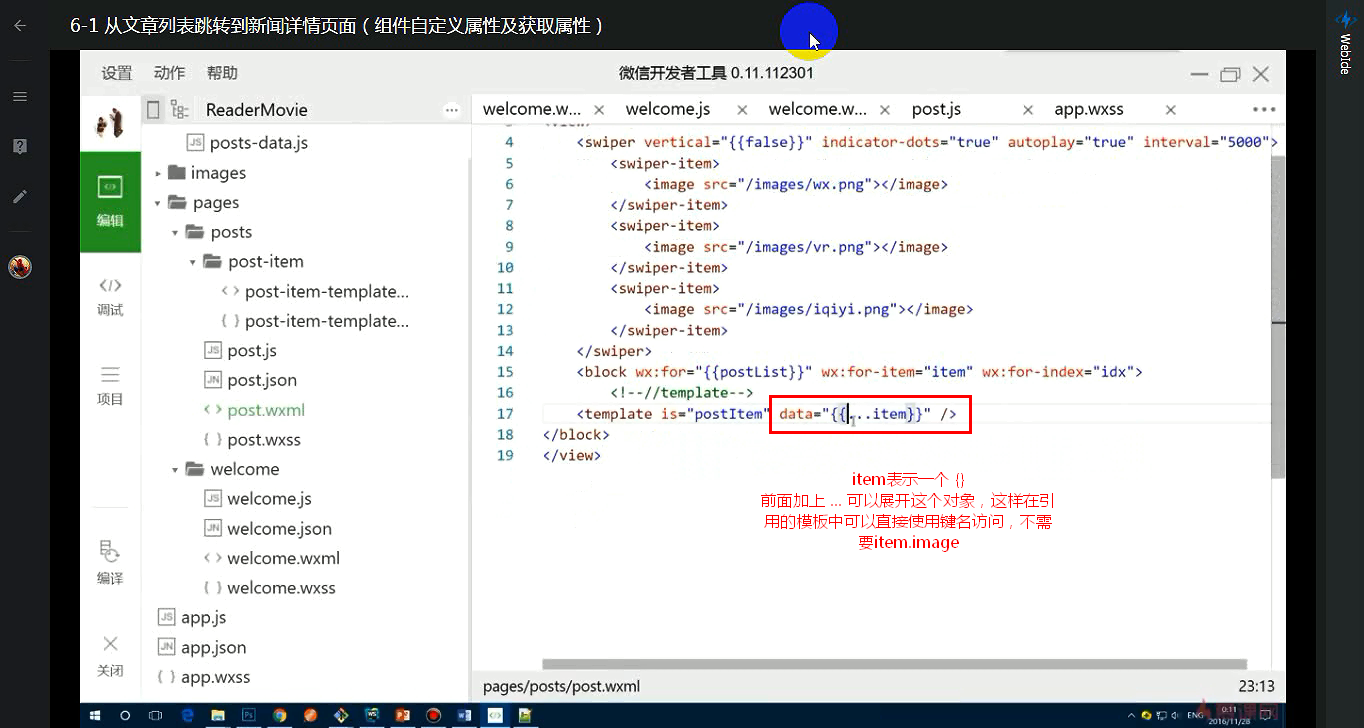 6-1 从文章列表跳转到新闻详情页面（组件自定义属性及获取属性）
WebIde
设置 动作 帮助
微信开发者工具 0.11.112301
ReaderMovie ...
welcome.w... × welcome.js × welcome.w... × post.js × app.wxss × •••
编辑
调试
项目
编译
关闭
JS posts-data.js
images
pages
posts
post-item
<> post-item-template...
{ } post-item-template...
JS post.js
JN post.json
<> post.wxml
{ } post.wxss
welcome
JS welcome.js
JN welcome.json
<> welcome.wxml
{ } welcome.wxss
JS app.js
JN app.json
{ } app.wxss
4 <swiper vertical="{{false}}" indicator-dots="true" autoplay="true" interval="5000">
5 <swiper-item>
6 <image src="/images/wx.png"></image>
7 </swiper-item>
8 <swiper-item>
9 <image src="/images/vr.png"></image>
10 </swiper-item>
11 <swiper-item>
12 <image src="/images/iqiyi.png"></image>
13 </swiper-item>
14 </swiper>
15 <block wx:for="{{postList}}" wx:for-item="item" wx:for-index="idx">
16 <!--//template-->
17 <template is="postItem" data="{{...item}}" />
18 </block>
19 </view>
item表示一个 {}
前面加上 ... 可以展开这个对象，这样在引
用的模板中可以直接使用键名访问，不需
要item.image
pages/posts/post.wxml
23:13
ENG
0:11
2016/11/28